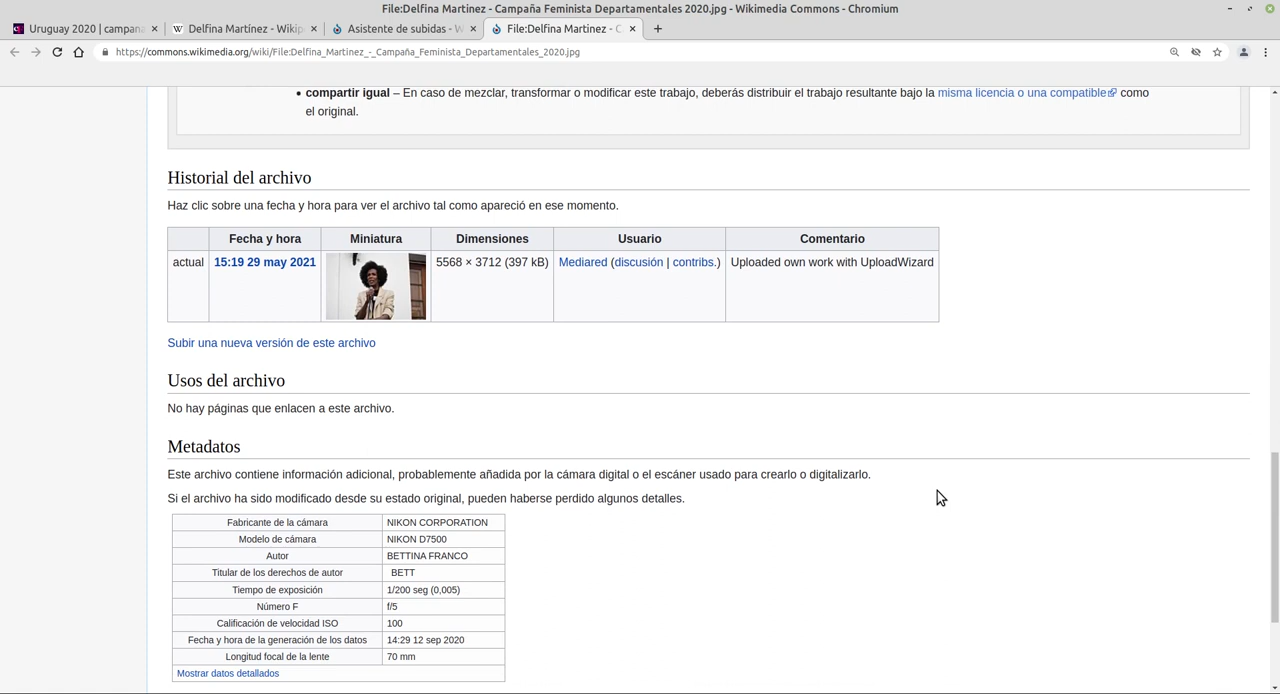 File:Delfina Martinez - Campaña Feminista Departamentales 2020.jpg - Wikimedia Commons - Chromium
Uruguay 2020 | campana
Delfina Martínez - Wikip
Asistente de subidas - W
File:Delfina Martinez - C
https://commons.wikimedia.org/wiki/File:Delfina_Martinez_-_Campaña_Feminista_Departamentales_2020.jpg
• compartir igual – En caso de mezclar, transformar o modificar este trabajo, deberás distribuir el trabajo resultante bajo la misma licencia o una compatible como
el original.
Historial del archivo
Haz clic sobre una fecha y hora para ver el archivo tal como apareció en ese momento.
Fecha y hora Miniatura Dimensiones Usuario Comentario
actual 15:19 29 may 2021 5568 × 3712 (397 kB) Mediared (discusión | contribs.) Uploaded own work with UploadWizard
Subir una nueva versión de este archivo
Usos del archivo
No hay páginas que enlacen a este archivo.
Metadatos
Este archivo contiene información adicional, probablemente añadida por la cámara digital o el escáner usado para crearlo o digitalizarlo.
Si el archivo ha sido modificado desde su estado original, pueden haberse perdido algunos detalles.
Fabricante de la cámara NIKON CORPORATION
Modelo de cámara NIKON D7500
Autor BETTINA FRANCO
Titular de los derechos de autor BETT
Tiempo de exposición 1/200 seg (0,005)
Número F f/5
Calificación de velocidad ISO 100
Fecha y hora de la generación de los datos 14:29 12 sep 2020
Longitud focal de la lente 70 mm
Mostrar datos detallados